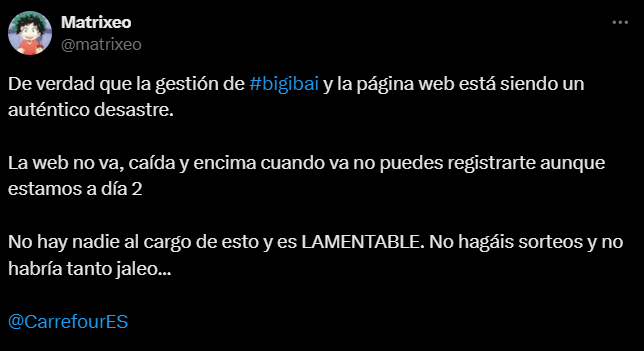 Matrixeo
@matrixeo
De verdad que la gestión de #bigibai y la página web está siendo un
auténtico desastre.
La web no va, caída y encima cuando va no puedes registrarte aunque
estamos a día 2
No hay nadie al cargo de esto y es LAMENTABLE. No hagáis sorteos y no
habría tanto jaleo...
@CarrefourES